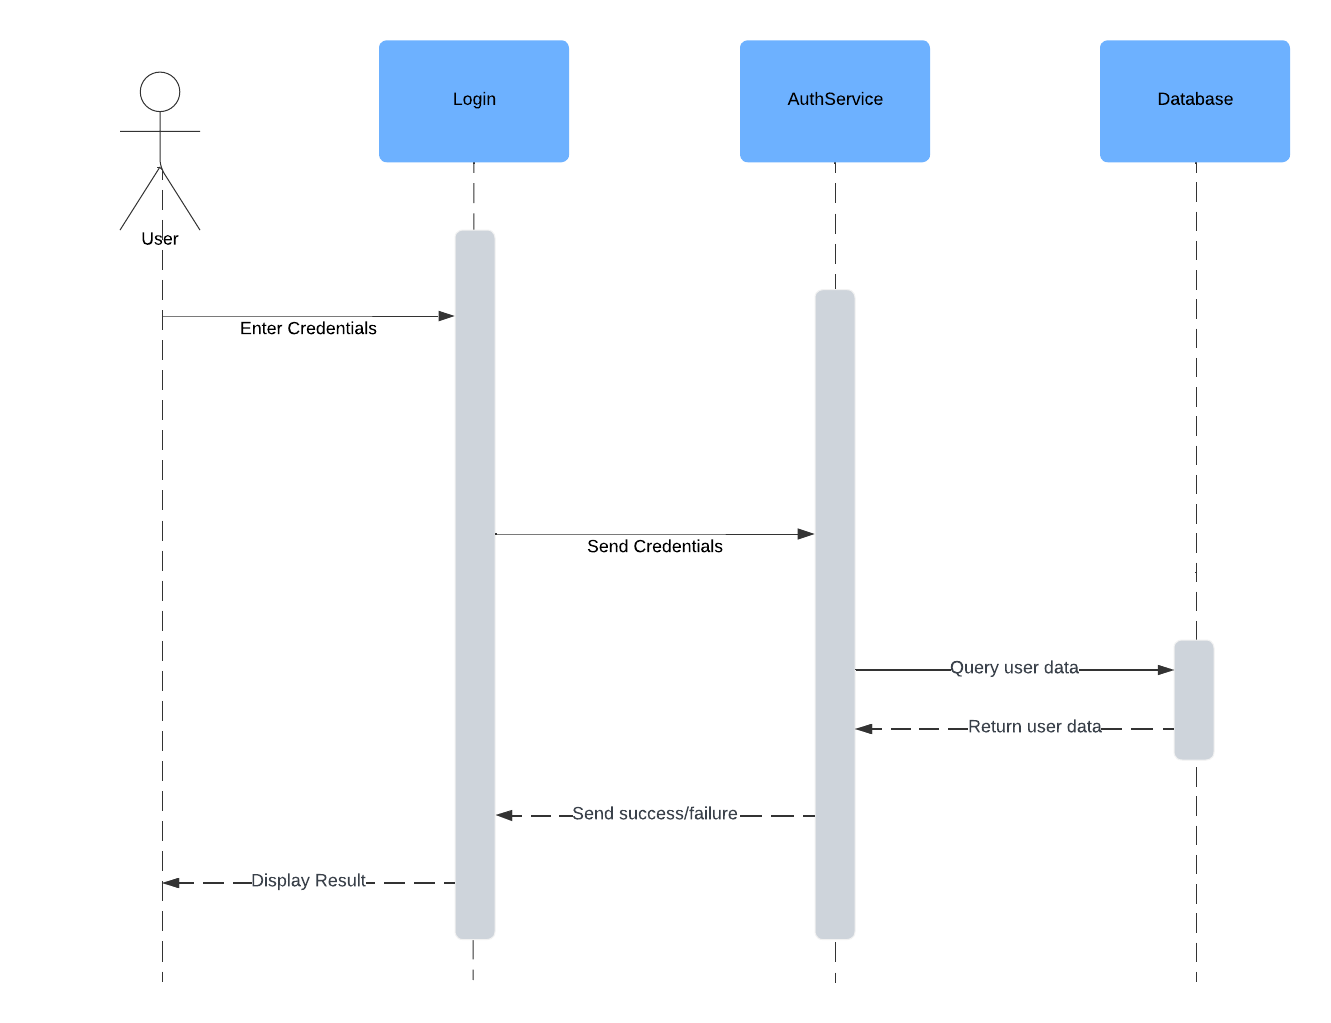 Login
AuthService
Database
User
Enter Credentials
Send Credentials
Query user data
Return user data
Send success/failure
Display Result